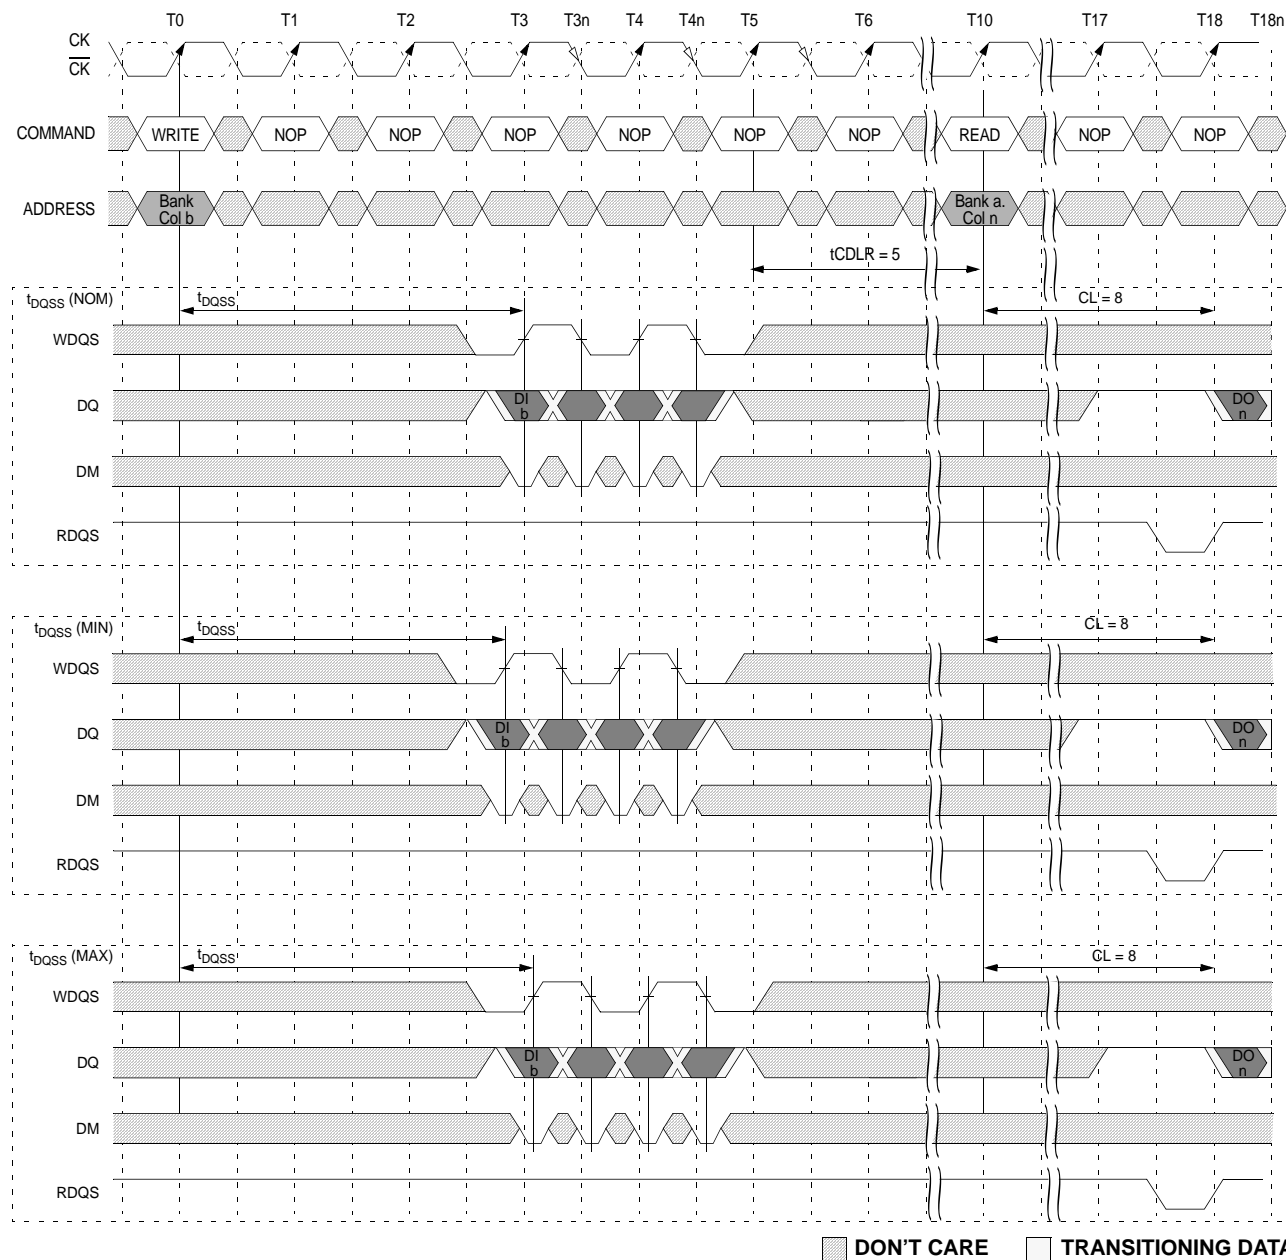 T0 T1 T2 T3 T3n T4 T4n T5 T6 T10 T17 T18 T18n
CK
CK
COMMAND WRITE NOP NOP NOP NOP NOP NOP READ NOP NOP
ADDRESS Bank Col b Bank a. Col n
tCDLR = 5
tDQSS (NOM) tDQSS CL = 8
WDQS
DQ DI b DO n
DM
RDQS
tDQSS (MIN) tDQSS CL = 8
WDQS
DQ DI b DO n
DM
RDQS
tDQSS (MAX) tDQSS CL = 8
WDQS
DQ DI b DO n
DM
RDQS
DON'T CARE TRANSITIONING DATA